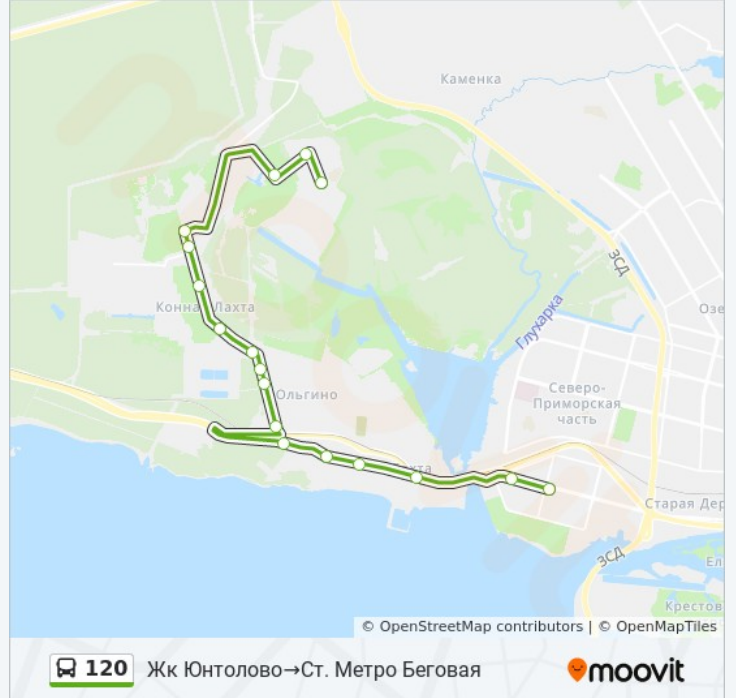 Каменка
ЗСД
Конная Лахта
Озе
Глухарка
Северо-
Приморская
часть
Ольгино
хта
Старая Дер
ЗСД
Ел
Крестов
© OpenStreetMap contributors | © OpenMapTiles
120 Жк Юнтолово→Ст. Метро Беговая
moovit